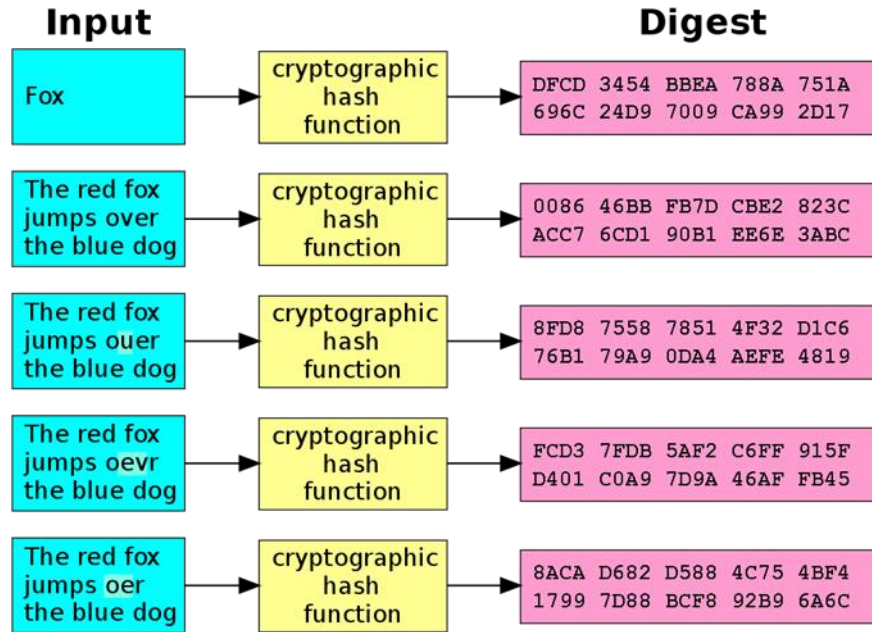 Input
Digest
Fox
cryptographic
hash
function
DFCD 3454 BBEA 788A 751A
696C 24D9 7009 CA99 2D17
The red fox
jumps over
the blue dog
cryptographic
hash
function
0086 46BB FB7D CBE2 823C
ACC7 6CD1 90B1 EE6E 3ABC
The red fox
jumps ouer
the blue dog
cryptographic
hash
function
8FD8 7558 7851 4F32 D1C6
76B1 79A9 0DA4 AEFE 4819
The red fox
jumps oevr
the blue dog
cryptographic
hash
function
FCD3 7FDB 5AF2 C6FF 915F
D401 C0A9 7D9A 46AF FB45
The red fox
jumps oer
the blue dog
cryptographic
hash
function
8ACA D682 D588 4C75 4BF4
1799 7D88 BCF8 92B9 6A6C